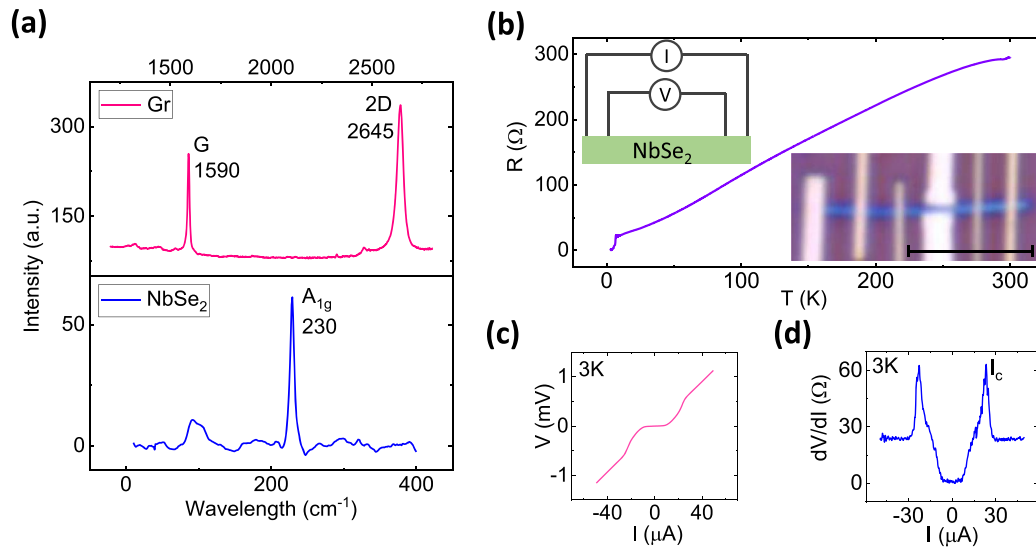 (a)
1500 2000 2500
Gr
G
1590
2D
2645
300
150
Intensity (a.u.)
NbSe₂
A₁g
230
50
0
0 200 400
Wavelength (cm⁻¹)
(b)
300
200
100
0
R (Ω)
I
V
NbSe₂
0 100 200 300
T (K)
(c)
3K
1
0
-1
V (mV)
-40 0 40
I (μA)
(d)
3K
I_c
60
30
0
dV/dI (Ω)
-30 0 30
I (μA)